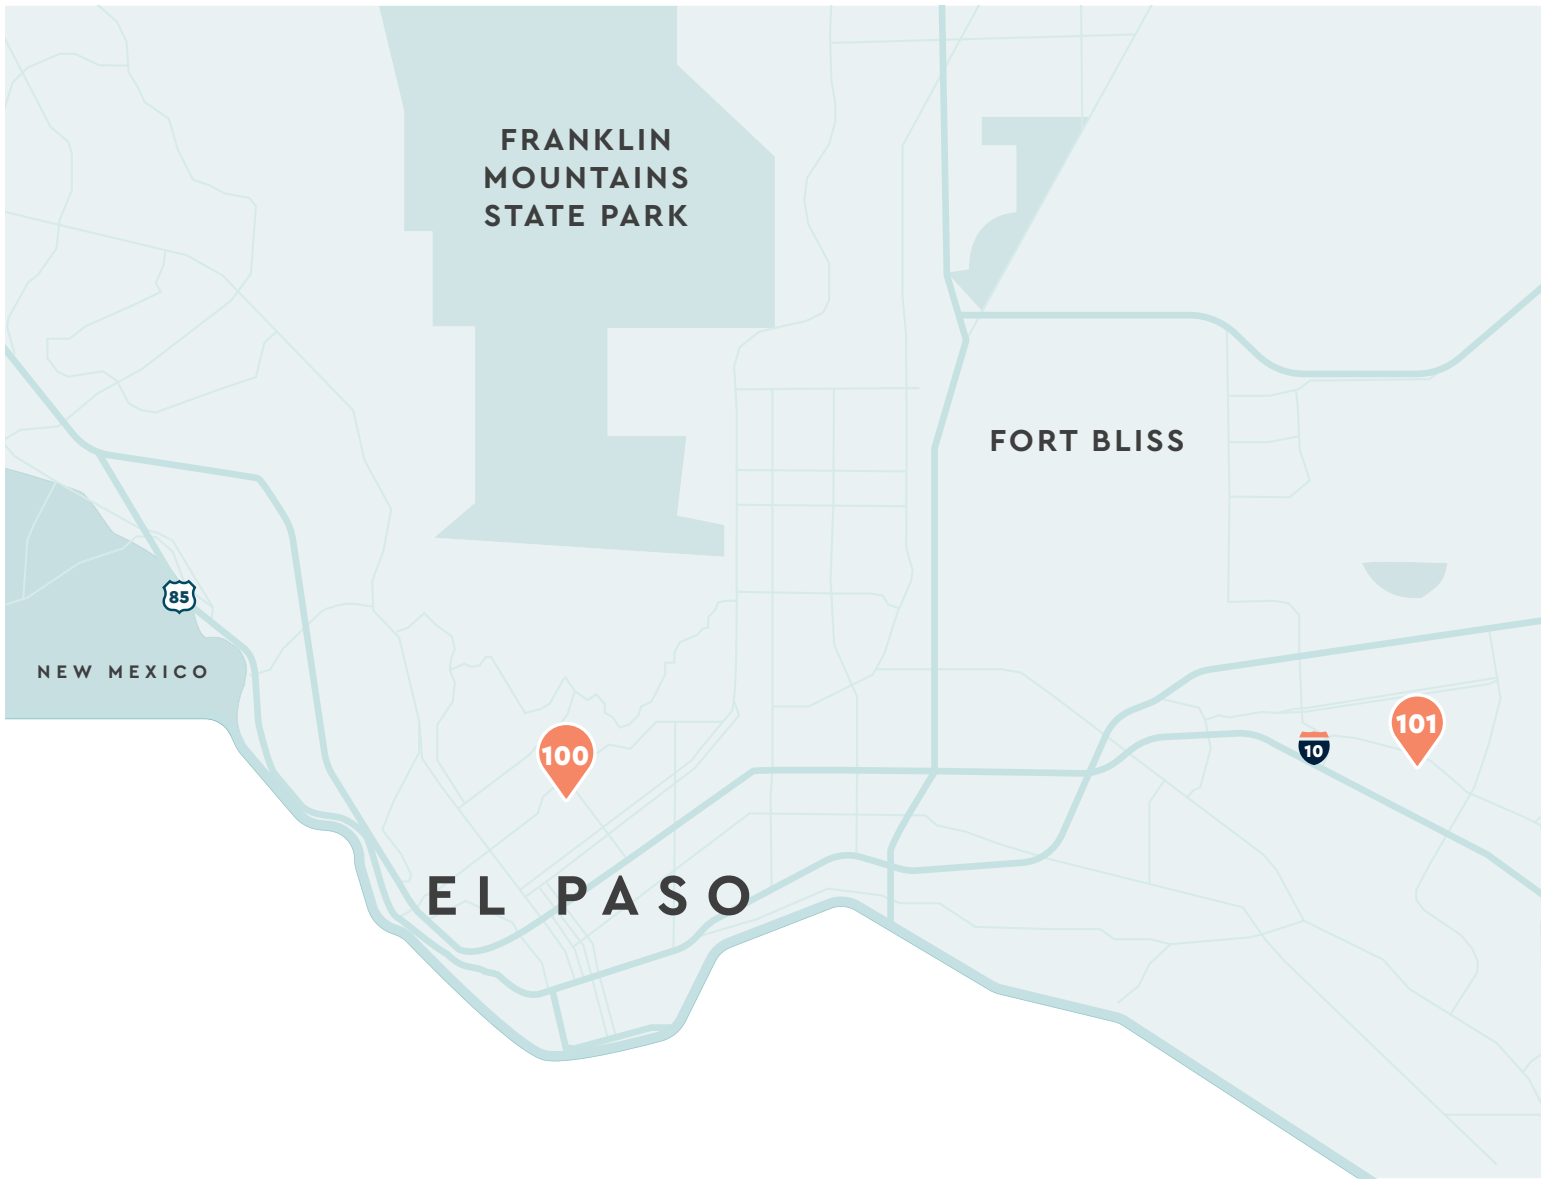 FRANKLIN
MOUNTAINS
STATE PARK
FORT BLISS
85
NEW MEXICO
101
10
100
EL PASO